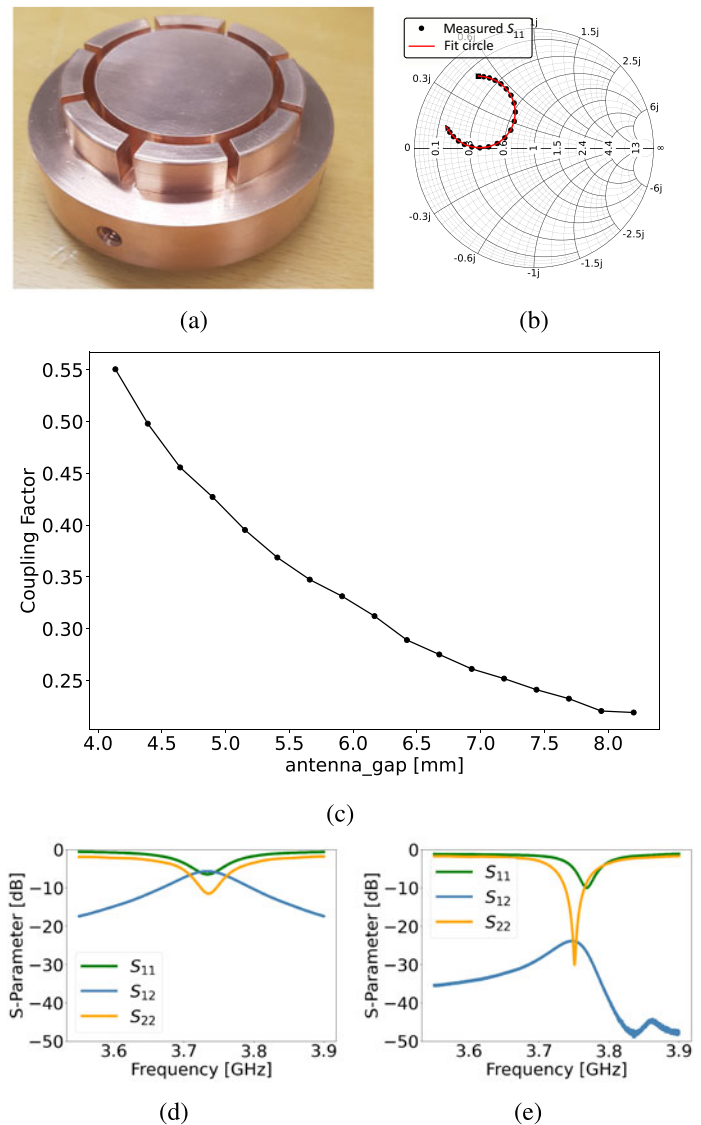 Measured S11
Fit circle
0.6j
1j
1.5j
0.3j
2.5j
6j
0
0.1
0.3
0.6
1
1.5
2.4
4.4
13
∞
-6j
-0.3j
-2.5j
-0.6j
-1.5j
-1j
(a)
(b)
0.55
0.50
0.45
0.40
0.35
0.30
0.25
Coupling Factor
4.0 4.5 5.0 5.5 6.0 6.5 7.0 7.5 8.0
antenna_gap [mm]
(c)
0
−10
−20
−30
−40
−50
S-Parameter [dB]
S11
S12
S22
3.6 3.7 3.8 3.9
Frequency [GHz]
(d)
0
−10
−20
−30
−40
−50
S-Parameter [dB]
S11
S12
S22
3.6 3.7 3.8 3.9
Frequency [GHz]
(e)